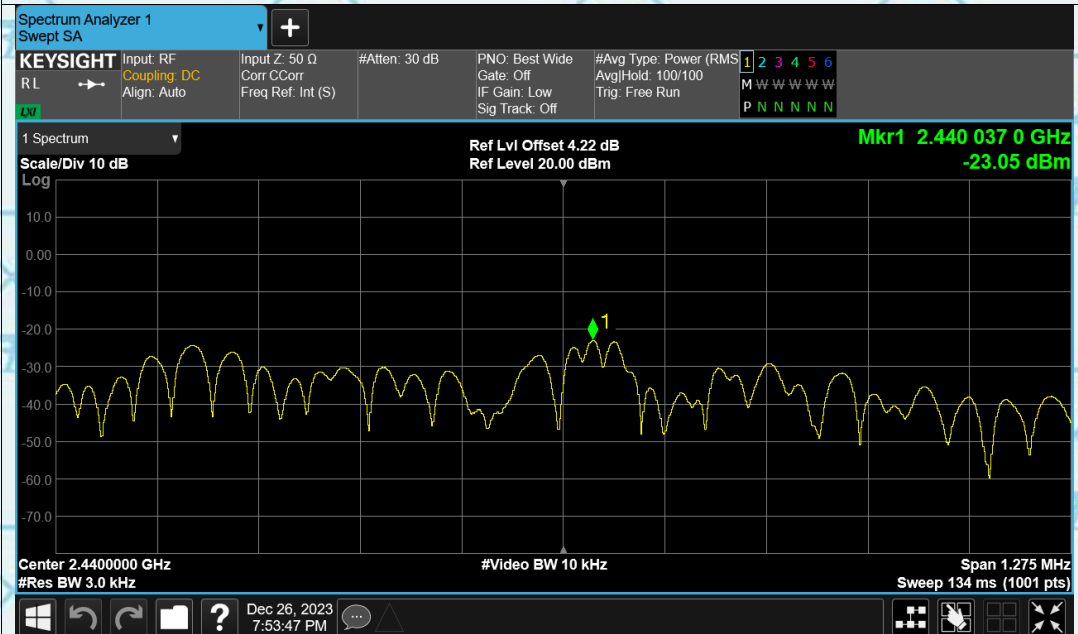 Spectrum Analyzer 1
Swept SA
+
KEYSIGHT
RL
LXI
Input: RF
Coupling: DC
Align: Auto
Input Z: 50 Ω
Corr CCorr
Freq Ref: Int (S)
#Atten: 30 dB
PNO: Best Wide
Gate: Off
IF Gain: Low
Sig Track: Off
#Avg Type: Power (RMS
Avg|Hold: 100/100
Trig: Free Run
1 2 3 4 5 6
M W W W W W
P N N N N N
1 Spectrum
Scale/Div 10 dB
Log
Ref Lvl Offset 4.22 dB
Ref Level 20.00 dBm
Mkr1 2.440 037 0 GHz
-23.05 dBm
10.0
0.00
-10.0
-20.0
-30.0
-40.0
-50.0
-60.0
-70.0
1
Center 2.4400000 GHz
#Res BW 3.0 kHz
#Video BW 10 kHz
Span 1.275 MHz
Sweep 134 ms (1001 pts)
?
Dec 26, 2023
7:53:47 PM